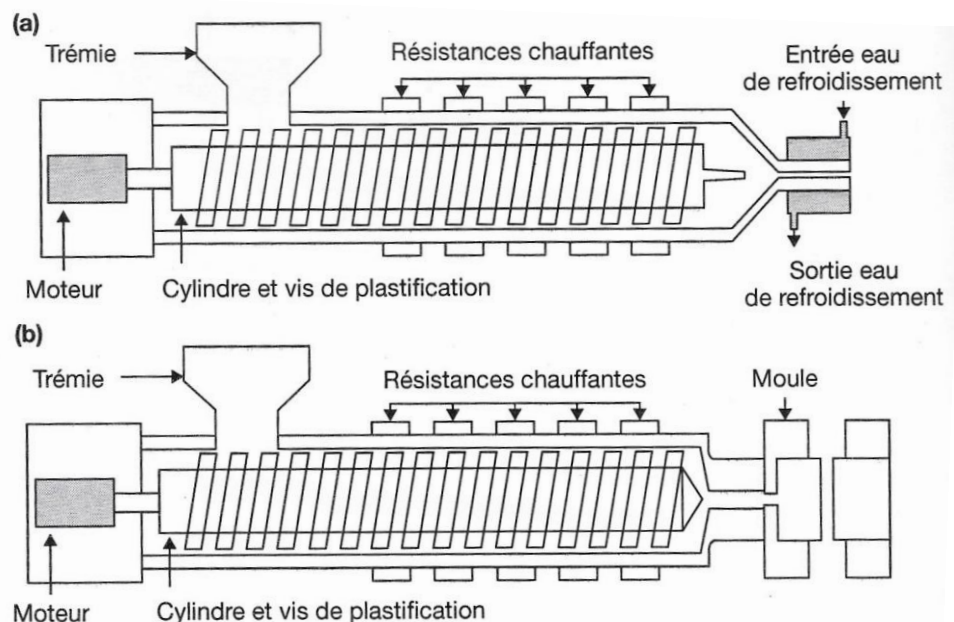 (a)
Trémie
Résistances chauffantes
Entrée eau
de refroidissement
Moteur
Cylindre et vis de plastification
Sortie eau
de refroidissement
(b)
Trémie
Résistances chauffantes
Moule
Moteur
Cylindre et vis de plastification